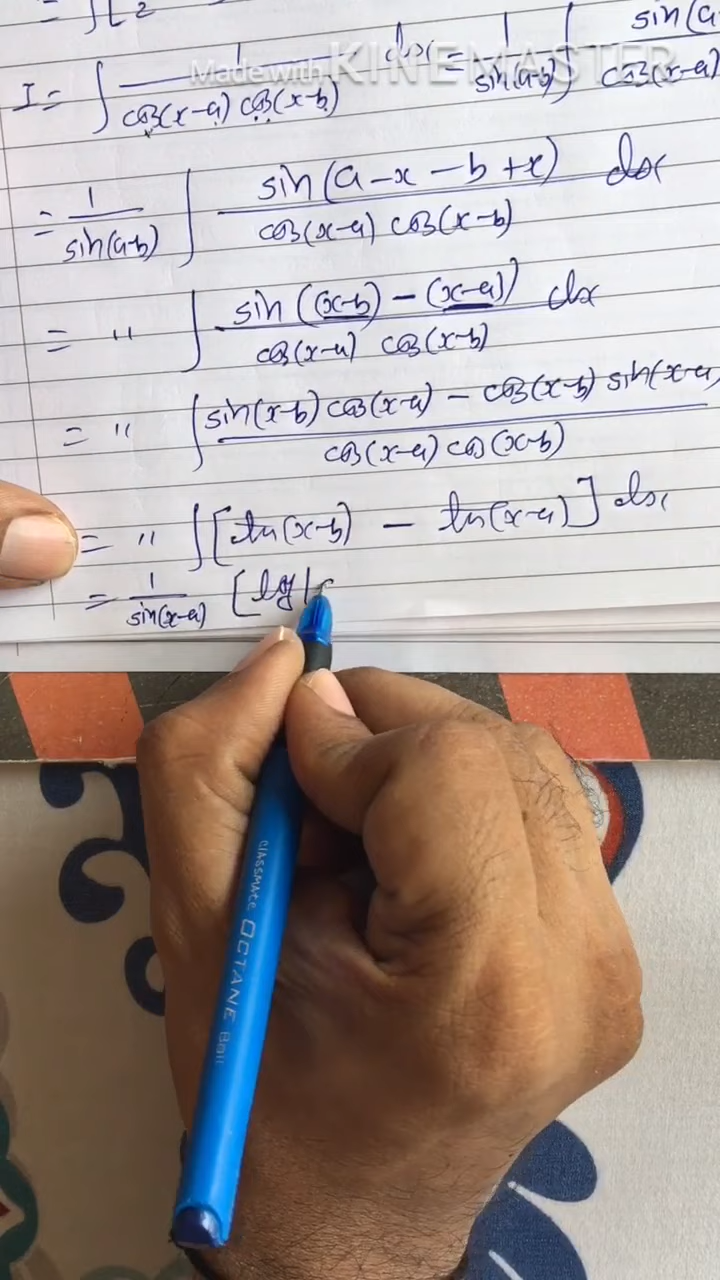 = ∫[ 2
Made with KINEMASTER
I = ∫ 1/(cos(x-a) cos(x-b)) dx = 1/sin(a-b) ∫ sin(a / cos(x-a)
= 1/sin(a-b) ∫ sin(a-x-b+x)/(cos(x-a) cos(x-b)) dx
= " ∫ sin((x-b)-(x-a))/(cos(x-a) cos(x-b)) dx
= " ∫ (sin(x-b) cos(x-a) - cos(x-b) sin(x-a)/(cos(x-a) cos(x-b))
= " ∫[tan(x-b) - tan(x-a)] dx
= 1/sin(x-a) [log|s
CLASSMATE OCTANE Ball